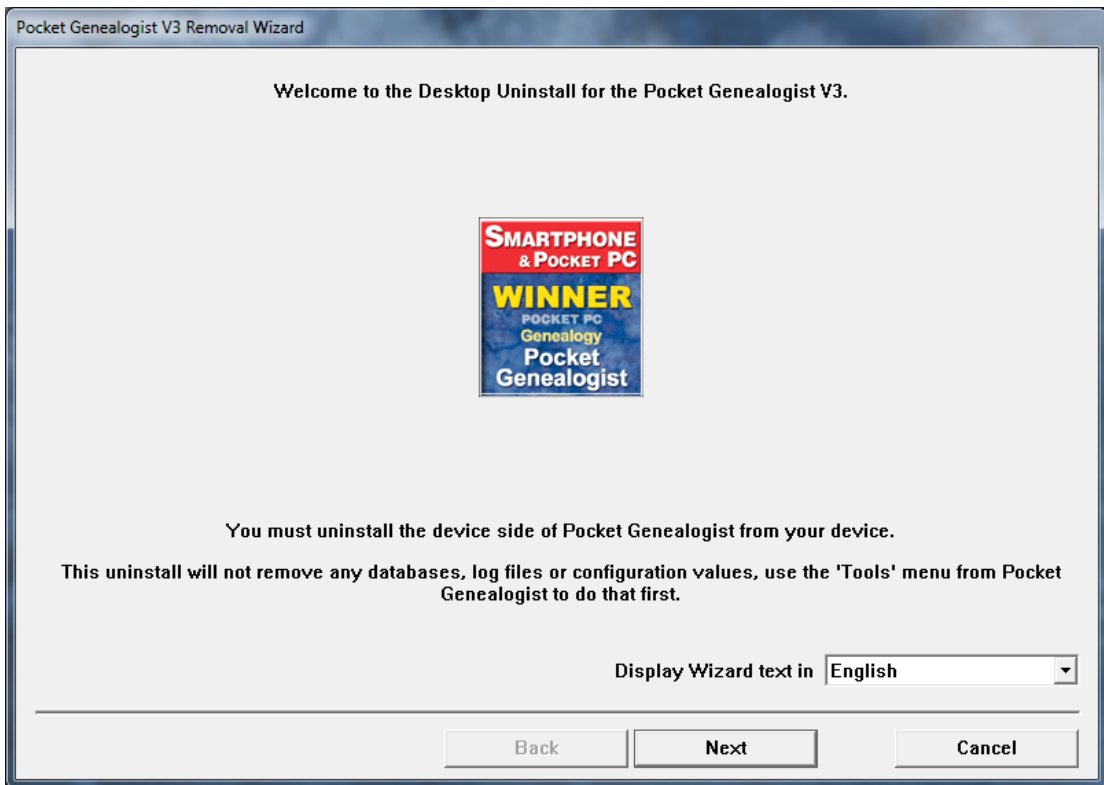 Pocket Genealogist V3 Removal Wizard
Welcome to the Desktop Uninstall for the Pocket Genealogist V3.
SMARTPHONE
& POCKET PC
WINNER
POCKET PC
Genealogy
Pocket
Genealogist
You must uninstall the device side of Pocket Genealogist from your device.
This uninstall will not remove any databases, log files or configuration values, use the 'Tools' menu from Pocket
Genealogist to do that first.
Display Wizard text in English
Back Next Cancel